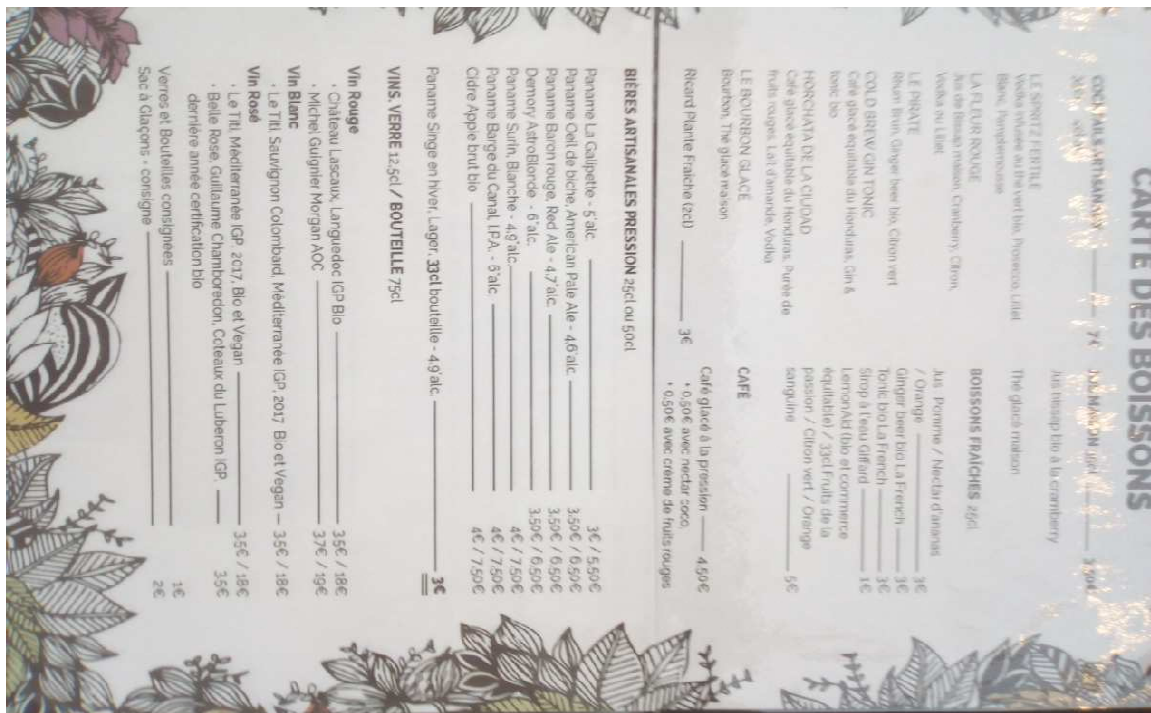 CARTE DES BOISSONS
COCKTAILS ARTISANAUX 7€
LE SPRITZ FERTILE
Vodka infusée au thé vert bio, Prosecco, Lillet
Blanc, Pamplemousse
LA FLEUR ROUGE
Jus de Bissap maison, Cranberry, Citron,
Vodka ou Lillet
LE PIRATE
Rhum Brun, Ginger beer bio, Citron vert
COLD BREW GIN TONIC
Café glacé équitable du Honduras, Gin &
tonic bio
HORCHATA DE LA CIUDAD
Café glacé équitable du Honduras, Purée de
fruits rouges, Lait d'amande, Vodka
LE BOURBON GLACÉ
Bourbon, Thé glacé maison
Ricard Plante Fraîche (2cl) 3€
JUS MAISON 3,50€
Jus bissap bio à la cramberry
Thé glacé maison
BOISSONS FRAÎCHES 25cl
Jus : Pomme / Nectar d'ananas
/ Orange 3€
Ginger beer bio La French 3€
Tonic bio La French 3€
Sirop à l'eau Giffard 1€
LemonAid (bio et commerce
équitable) / 33cl Fruits de la
passion / Citron vert / Orange
sanguine 5€
CAFÉ
Café glacé à la pression 4,50€
+ 0,50€ avec nectar coco
+ 0,50€ avec crème de fruits rouges
BIÈRES ARTISANALES PRESSION 25cl ou 50cl
Paname La Galipette - 5°alc. 3€ / 5,50€
Paname Oeil de biche, American Pale Ale - 4,6°alc 3,50€ / 6,50€
Paname Baron rouge, Red Ale - 4,7°alc. 3,50€ / 6,50€
Demory AstroBlonde - 6°alc. 3,50€ / 6,50€
Paname Surin, Blanche - 4,9°alc. 4€ / 7,50€
Paname Barge du Canal, I.P.A. - 6°alc. 4€ / 7,50€
Cidre Appie brut bio 4€ / 7,50€
Paname Singe en hiver, Lager, 33cl bouteille - 4,9°alc. 3€
VINS. VERRE 12,5cl / BOUTEILLE 75cl
Vin Rouge
• Château Lascaux, Languedoc IGP Bio 35€ / 18€
• Michel Guignier Morgan AOC 37€ / 19€
Vin Blanc
• Le Titi, Sauvignon Colombard, Méditerranée IGP, 2017, Bio et Vegan 35€ / 18€
Vin Rosé
• Le Titi, Méditerranée IGP, 2017, Bio et Vegan 35€ / 18€
• Belle Rose, Guillaume Chamboredon, Coteaux du Luberon IGP, 35€
dernière année certification bio
Verres et Bouteilles consignées 1€
Sac à Glaçons + consigne 2€